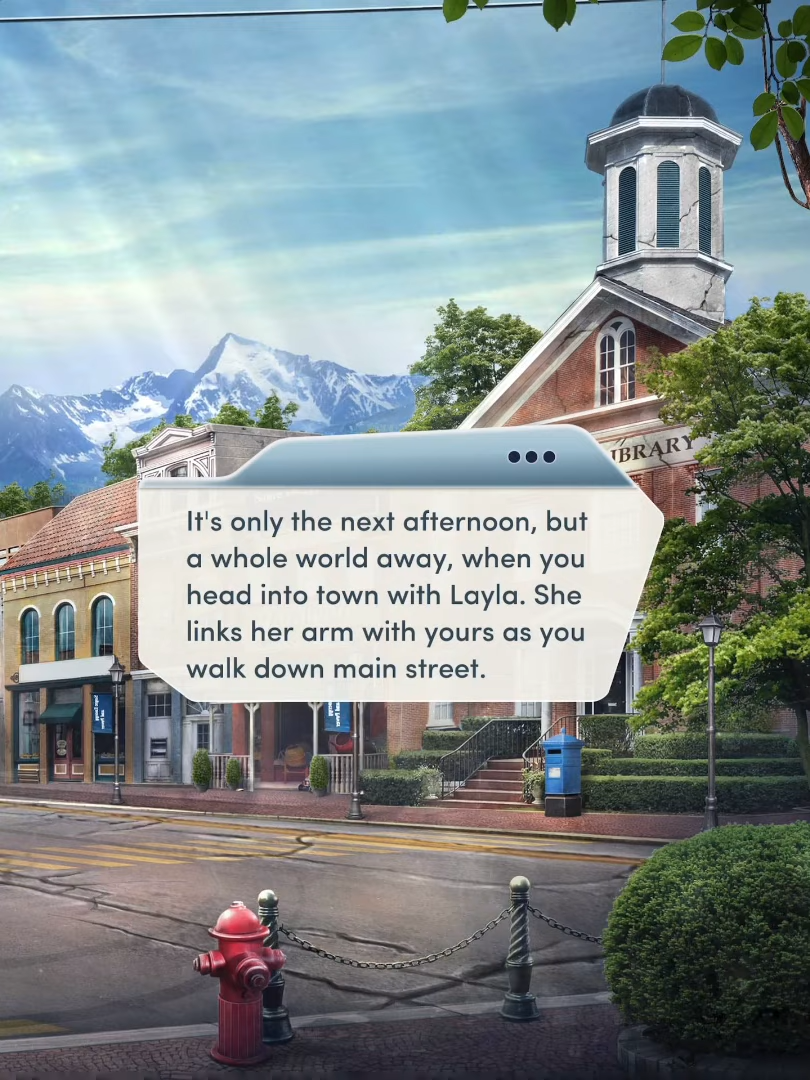 IBRARY
It's only the next afternoon, but
a whole world away, when you
head into town with Layla. She
links her arm with yours as you
walk down main street.